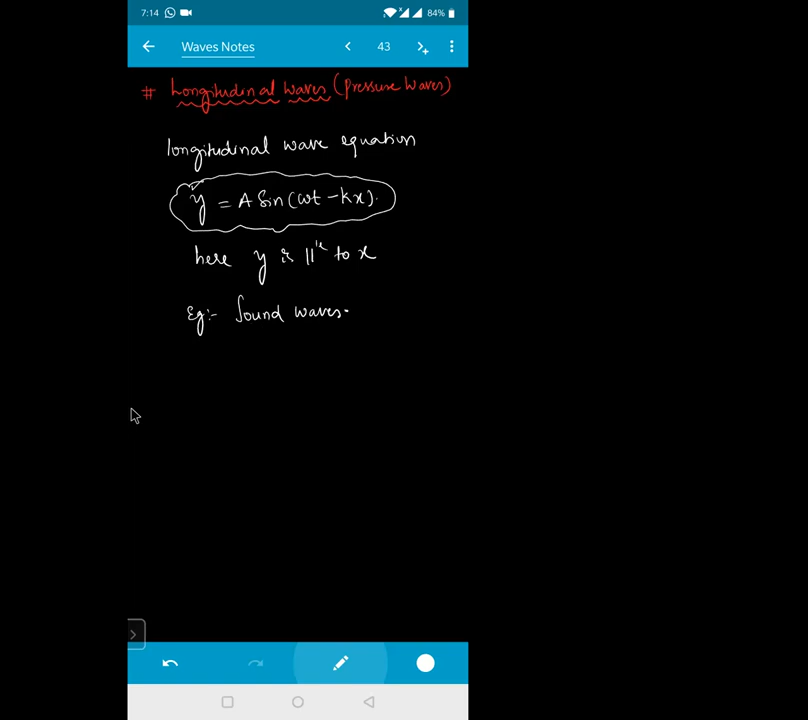 7:14 84%
Waves Notes 43
# Longitudinal waves (Pressure Waves)
longitudinal wave equation
y = A Sin(ωt - kx).
here y is ||le to x
Eg:- Sound waves.